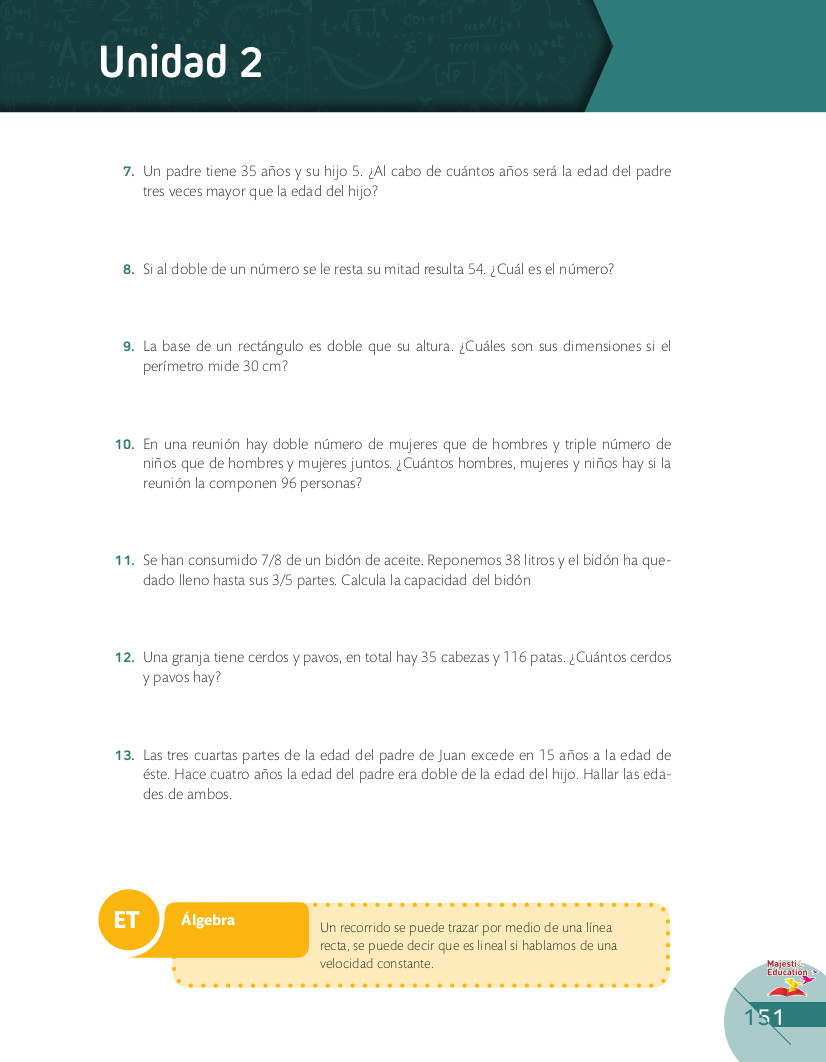 Unidad 2
7. Un padre tiene 35 años y su hijo 5. ¿Al cabo de cuántos años será la edad del padre
tres veces mayor que la edad del hijo?
8. Si al doble de un número se le resta su mitad resulta 54. ¿Cuál es el número?
9. La base de un rectángulo es doble que su altura. ¿Cuáles son sus dimensiones si el
perímetro mide 30 cm?
10. En una reunión hay doble número de mujeres que de hombres y triple número de
niños que de hombres y mujeres juntos. ¿Cuántos hombres, mujeres y niños hay si la
reunión la componen 96 personas?
11. Se han consumido 7/8 de un bidón de aceite. Reponemos 38 litros y el bidón ha que-
dado lleno hasta sus 3/5 partes. Calcula la capacidad del bidón
12. Una granja tiene cerdos y pavos, en total hay 35 cabezas y 116 patas. ¿Cuántos cerdos
y pavos hay?
13. Las tres cuartas partes de la edad del padre de Juan excede en 15 años a la edad de
éste. Hace cuatro años la edad del padre era doble de la edad del hijo. Hallar las eda-
des de ambos.
ET
Álgebra
Un recorrido se puede trazar por medio de una línea
recta, se puede decir que es lineal si hablamos de una
velocidad constante.
Majestic
Education
151